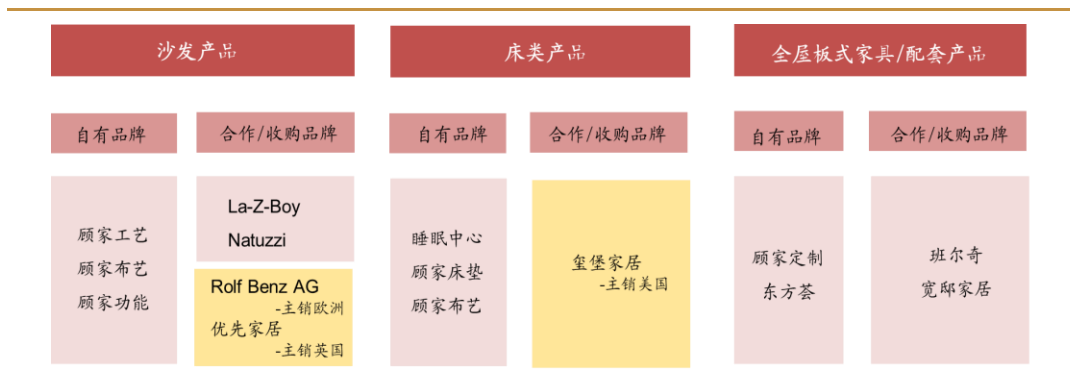 沙发产品
床类产品
全屋板式家具/配套产品
自有品牌
合作/收购品牌
自有品牌
合作/收购品牌
自有品牌
合作/收购品牌
顾家工艺
顾家布艺
顾家功能
La-Z-Boy
Natuzzi
Rolf Benz AG
-主销欧洲
优先家居
-主销英国
睡眠中心
顾家床垫
顾家布艺
玺堡家居
-主销美国
顾家定制
东方荟
班尔奇
宽邸家居